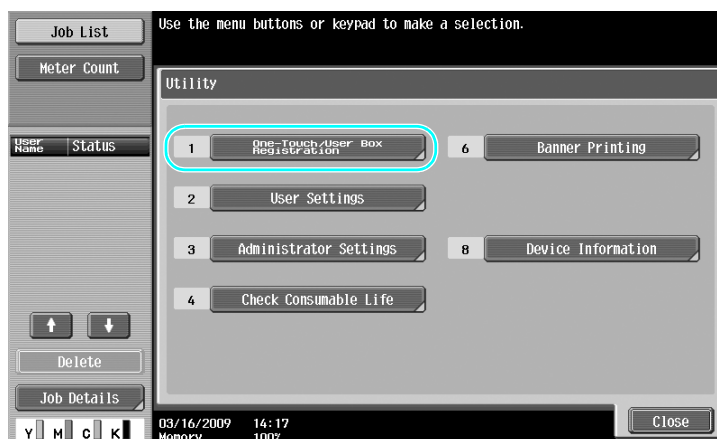 Job List
Meter Count
User Name
Status
Delete
Job Details
Y M C K
Use the menu buttons or keypad to make a selection.
Utility
1 One-Touch/User Box
Registration
2 User Settings
3 Administrator Settings
4 Check Consumable Life
6 Banner Printing
8 Device Information
03/16/2009 14:17
Memory 100%
Close